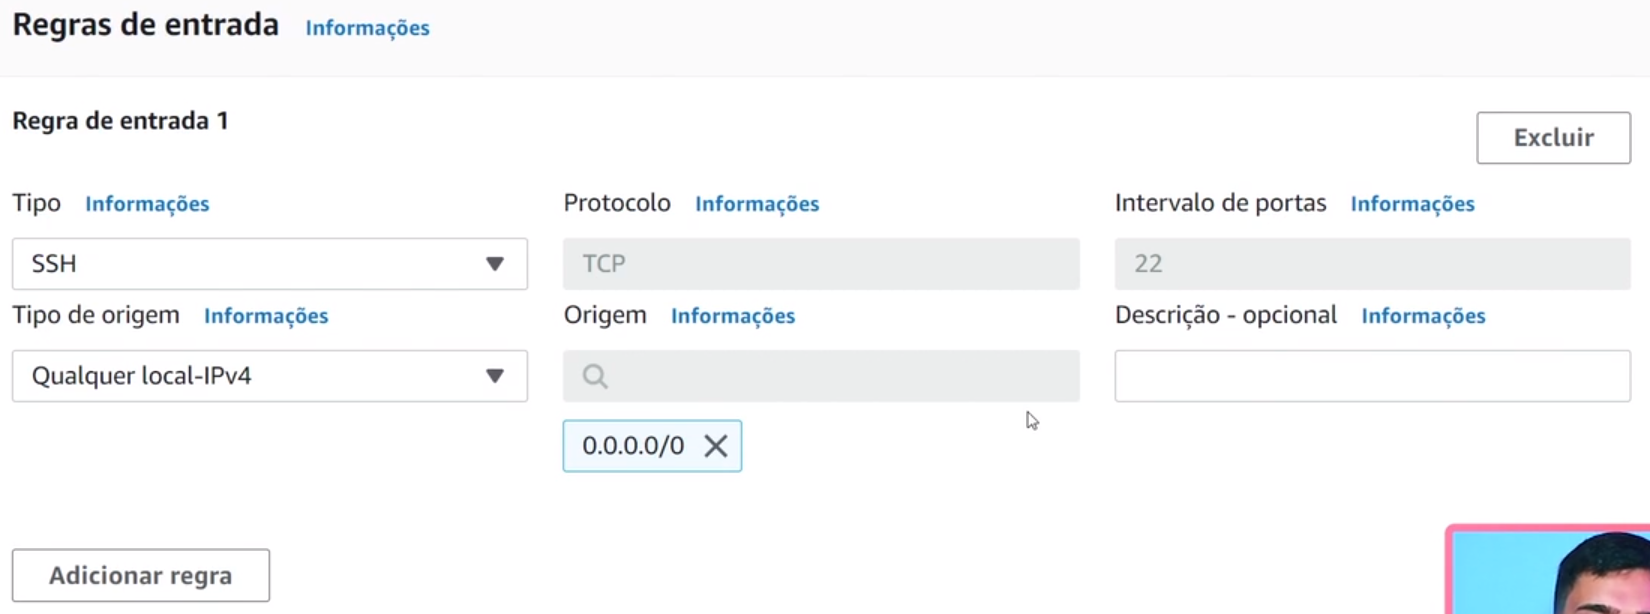 Regras de entrada Informações
Regra de entrada 1
Excluir
Tipo Informações
Protocolo Informações
Intervalo de portas Informações
SSH
TCP
22
Tipo de origem Informações
Origem Informações
Descrição - opcional Informações
Qualquer local-IPv4
0.0.0.0/0
Adicionar regra